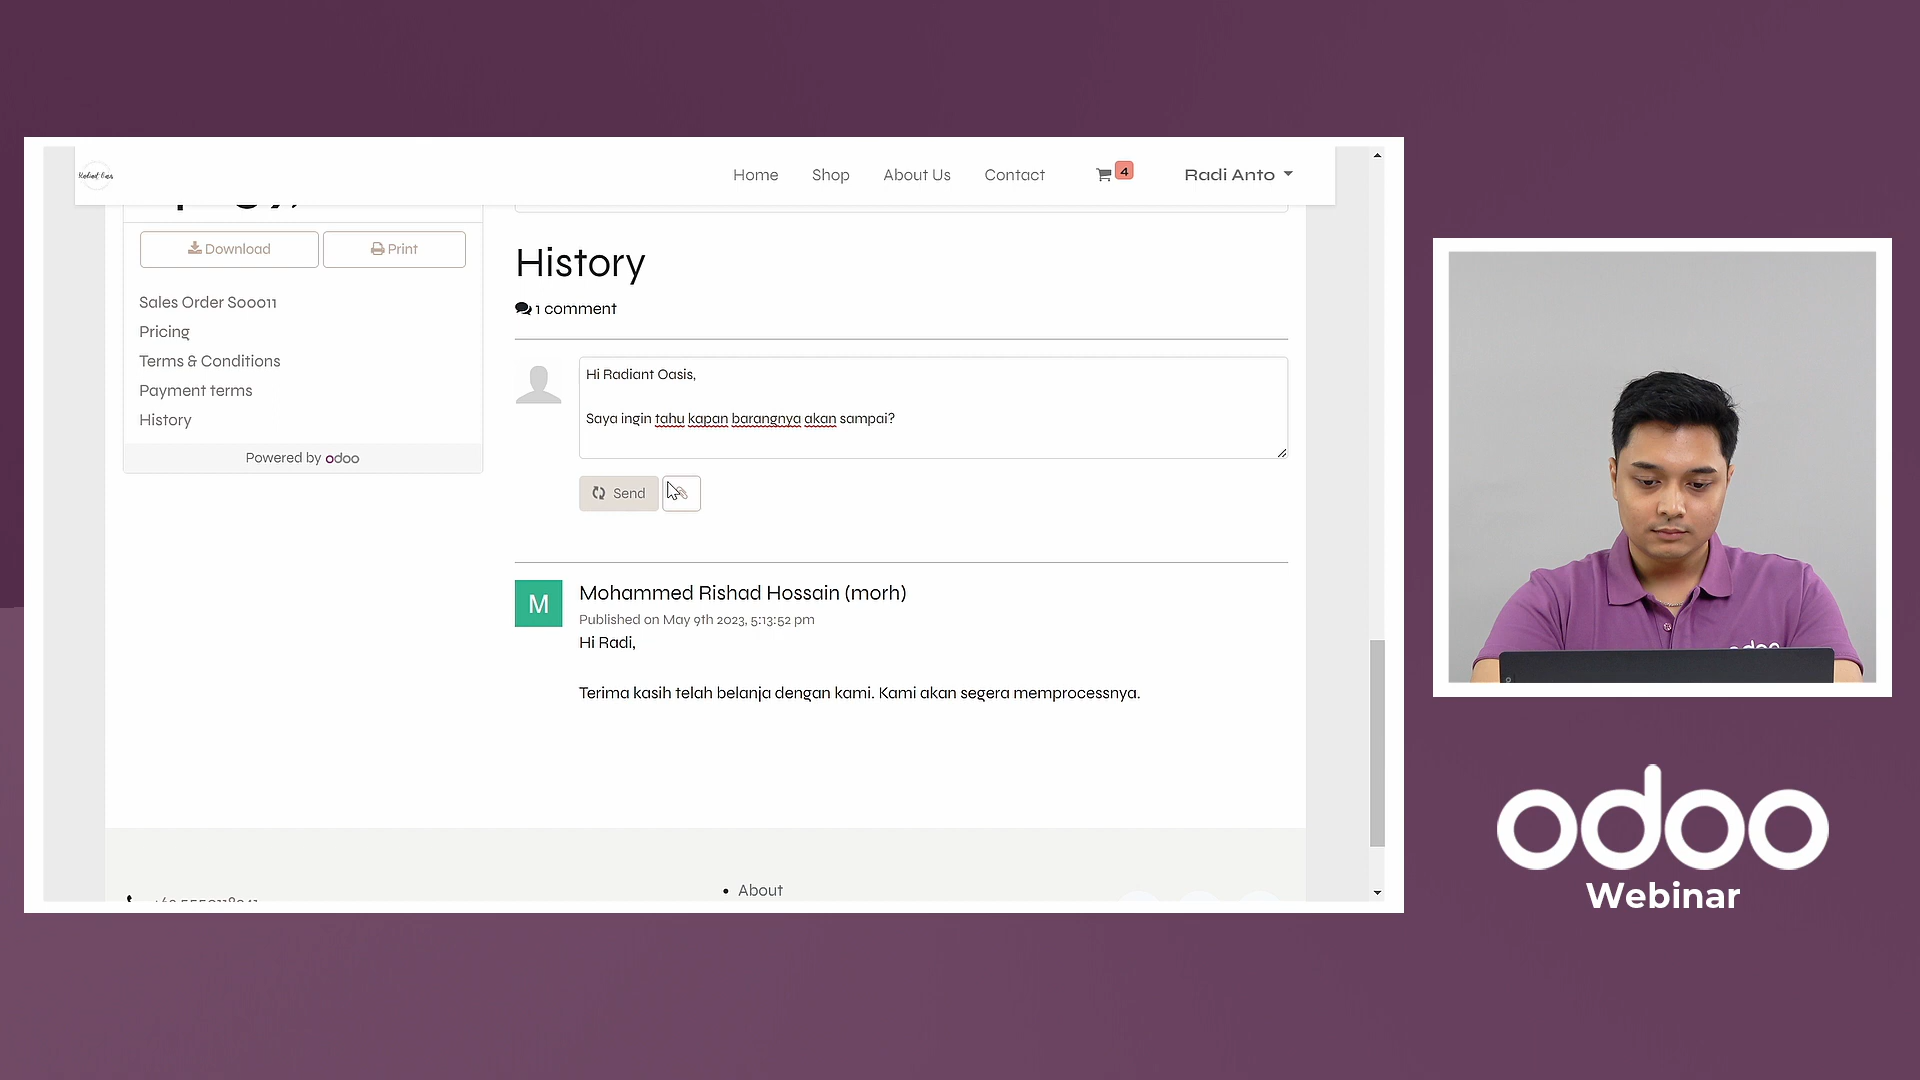 Radiant Oasis
Home Shop About Us Contact 4 Radi Anto
Download Print
Sales Order S00011
Pricing
Terms & Conditions
Payment terms
History
Powered by odoo
History
1 comment
Hi Radiant Oasis,
Saya ingin tahu kapan barangnya akan sampai?
Send
M
Mohammed Rishad Hossain (morh)
Published on May 9th 2023, 5:13:52 pm
Hi Radi,
Terima kasih telah belanja dengan kami. Kami akan segera memprocessnya.
About
odoo
odoo
Webinar